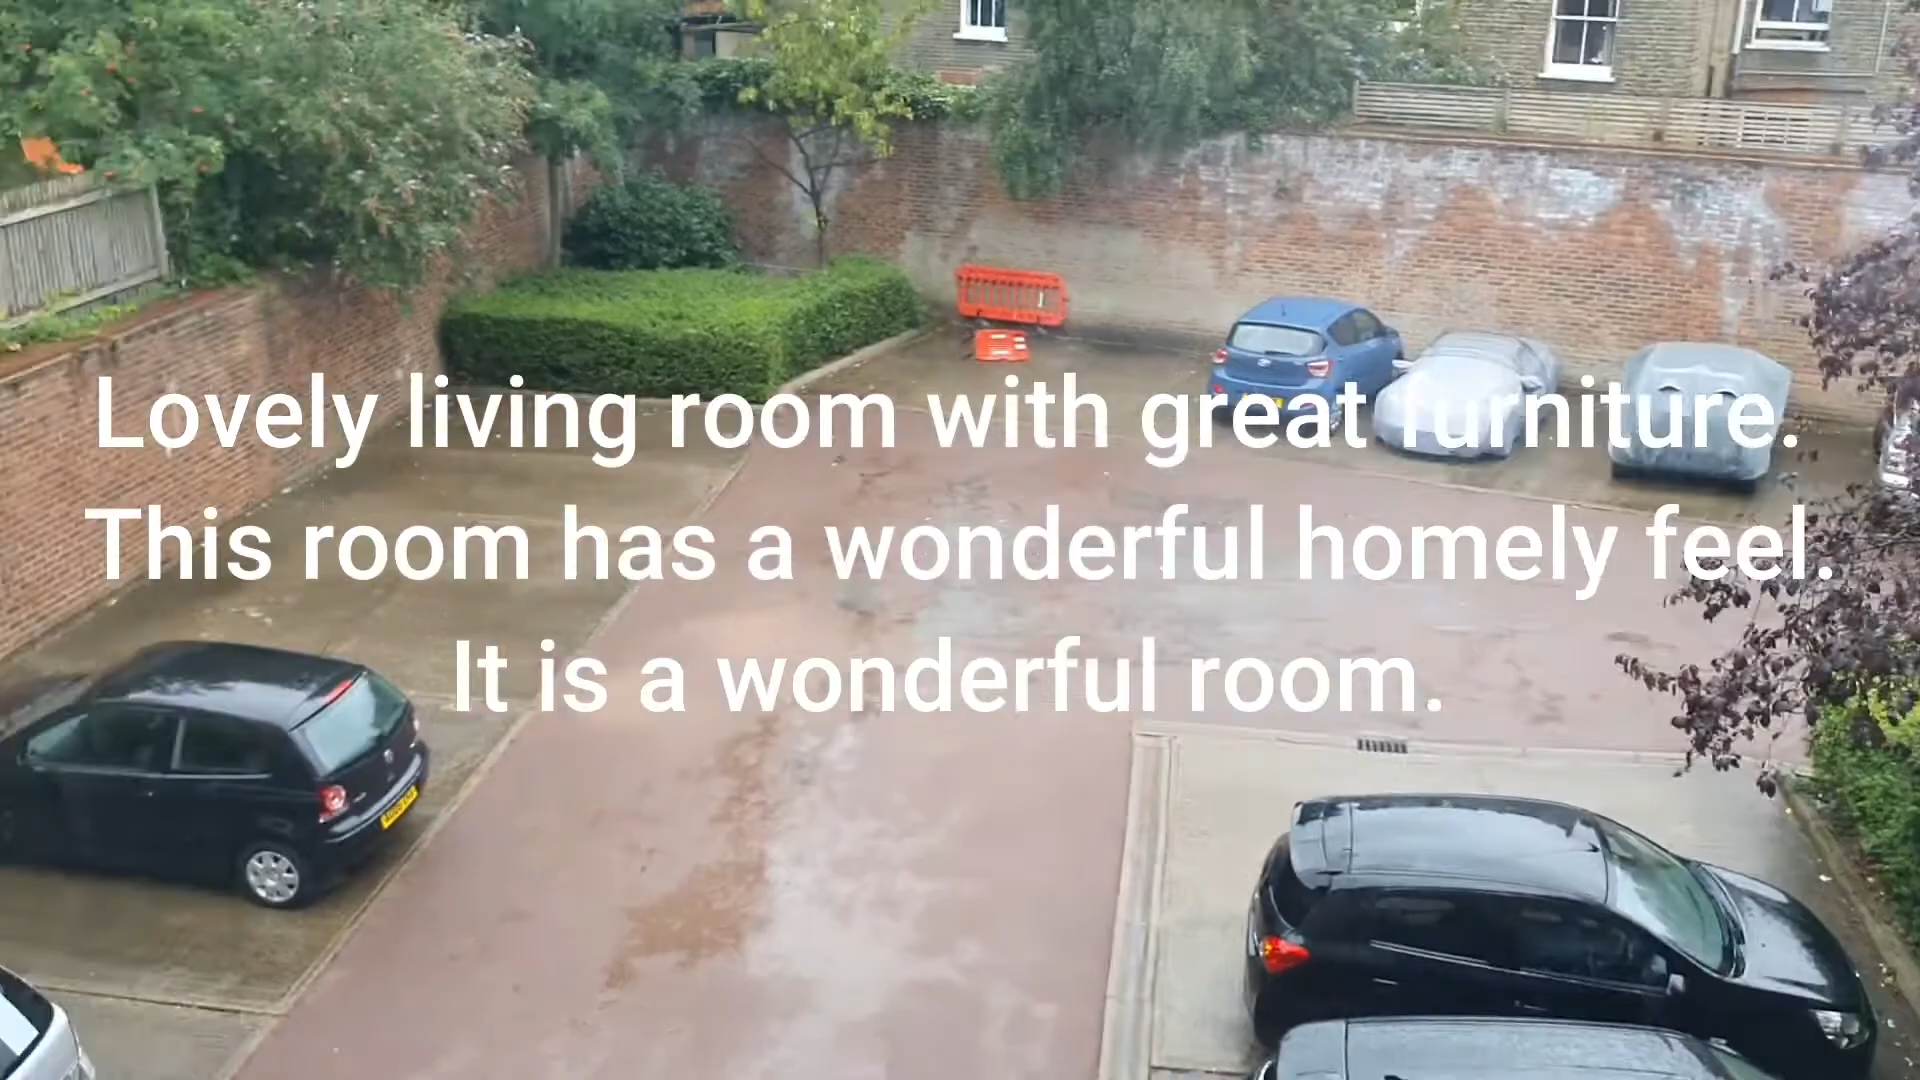 Lovely living room with great furniture.
This room has a wonderful homely feel.
It is a wonderful room.